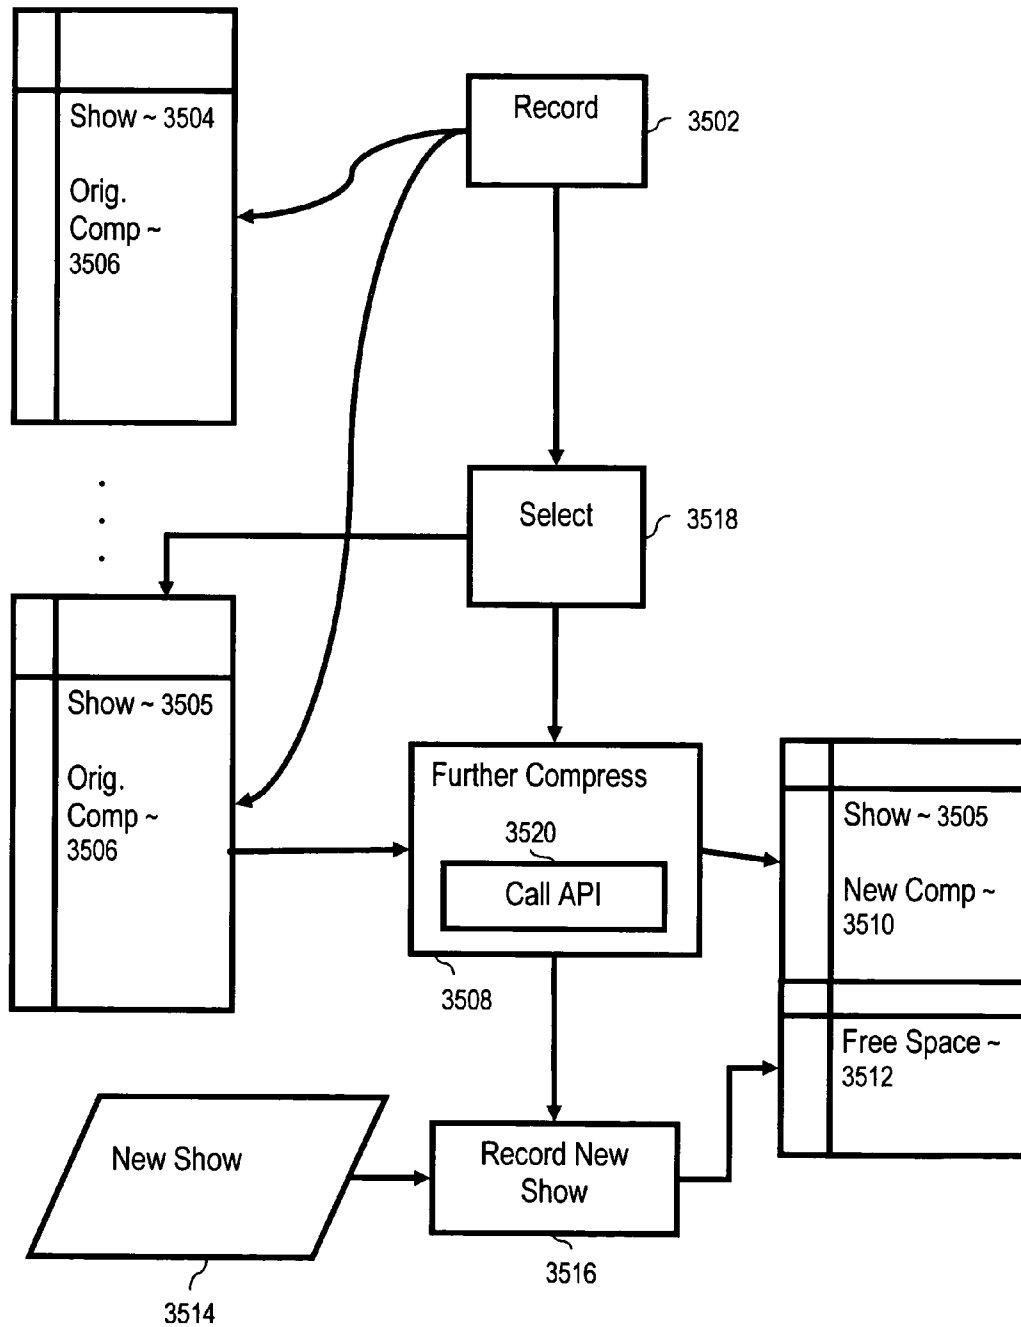 Record
3502
Show ~ 3504
Orig.
Comp ~
3506
Select
3518
Show ~ 3505
Orig.
Comp ~
3506
Further Compress
3520
Call API
3508
Show ~ 3505
New Comp ~
3510
Free Space ~
3512
New Show
3514
Record New
Show
3516